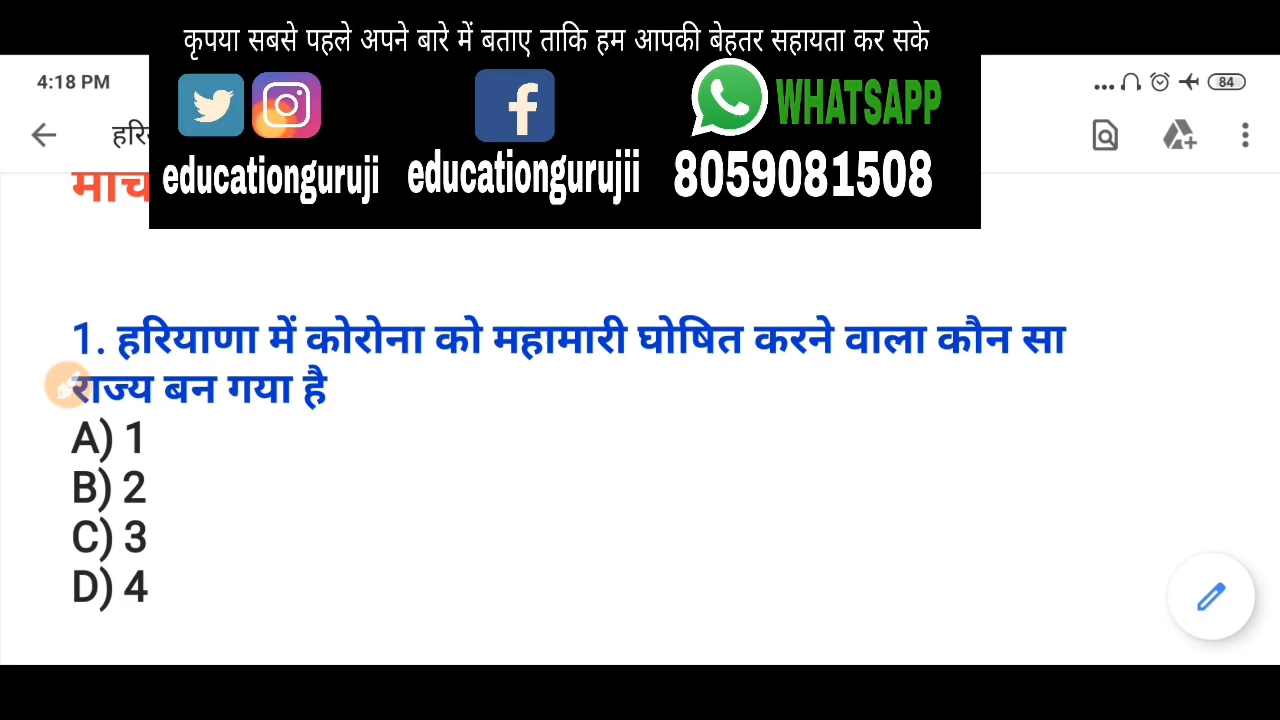 कृपया सबसे पहले अपने बारे में बताए ताकि हम आपकी बेहतर सहायता कर सके
4:18 PM
84
WHATSAPP
educationguruji educationgurujii 8059081508
1. हरियाणा में कोरोना को महामारी घोषित करने वाला कौन सा
राज्य बन गया है
A) 1
B) 2
C) 3
D) 4